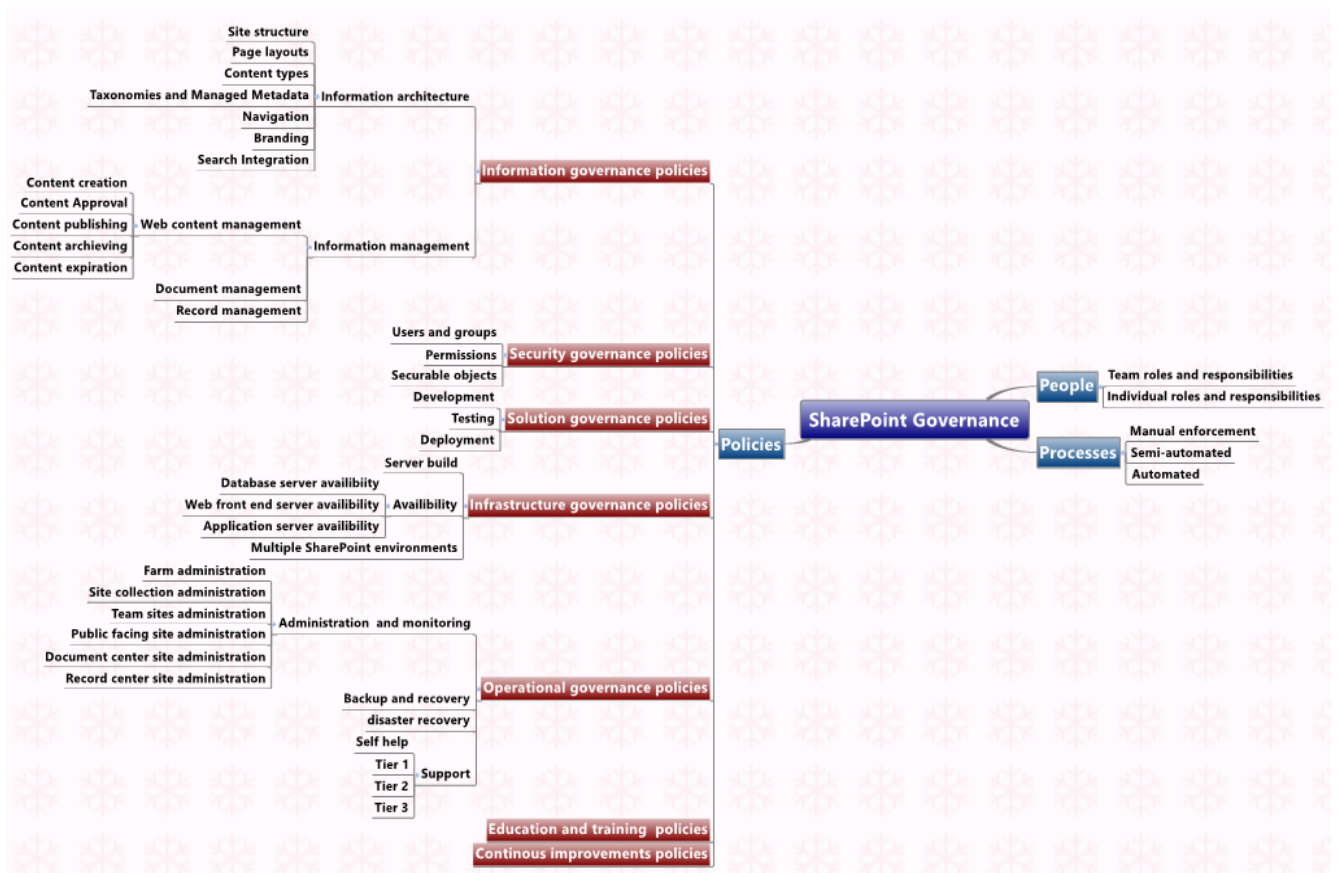 Site structure
Page layouts
Content types
Taxonomies and Managed Metadata
Navigation
Branding
Search Integration
Information architecture
Information governance policies
Content creation
Content Approval
Content publishing
Content archieving
Content expiration
Web content management
Information management
Document management
Record management
Users and groups
Permissions
Securable objects
Security governance policies
Development
Testing
Deployment
Solution governance policies
Server build
Database server availibiity
Web front end server availibility
Application server availibility
Availibility
Multiple SharePoint environments
Infrastructure governance policies
Farm administration
Site collection administration
Team sites administration
Public facing site administration
Document center site administration
Record center site administration
Administration  and monitoring
Backup and recovery
disaster recovery
Self help
Tier 1
Tier 2
Tier 3
Support
Operational governance policies
Education and training  policies
Continous improvements policies
Policies
SharePoint Governance
People
Team roles and responsibilities
Individual roles and responsibilities
Processes
Manual enforcement
Semi-automated
Automated